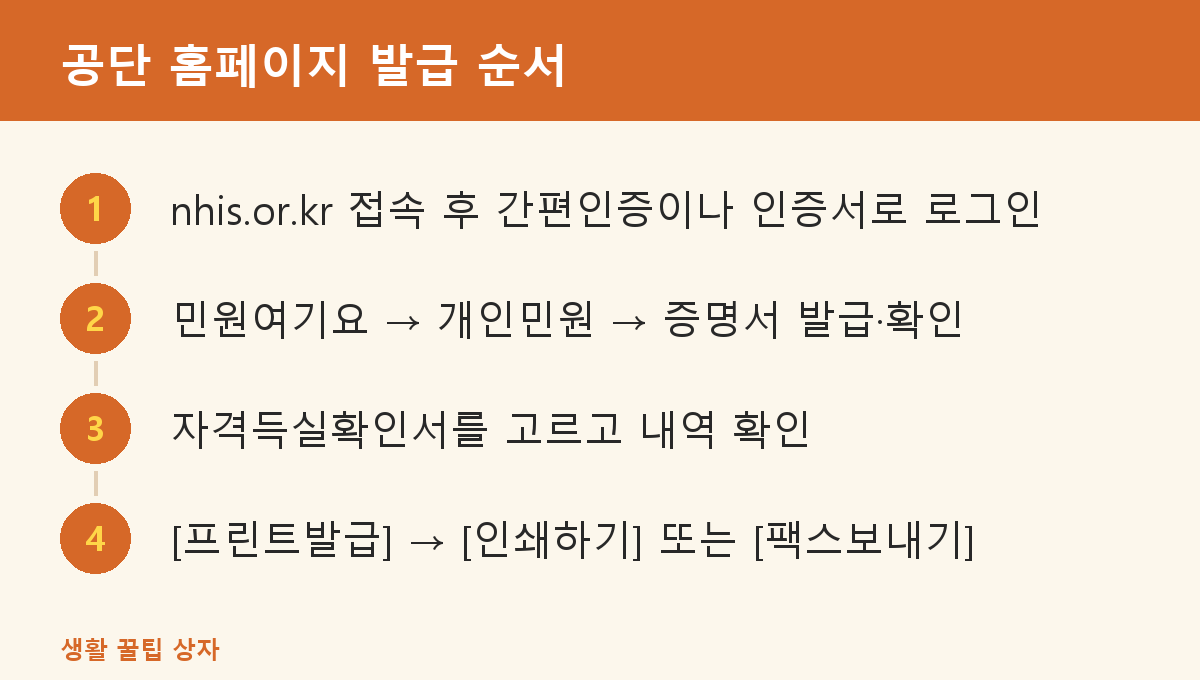 공단 홈페이지 발급 순서
1 nhis.or.kr 접속 후 간편인증이나 인증서로 로그인
2 민원여기요 → 개인민원 → 증명서 발급·확인
3 자격득실확인서를 고르고 내역 확인
4 [프린트발급] → [인쇄하기] 또는 [팩스보내기]
생활 꿀팁 상자